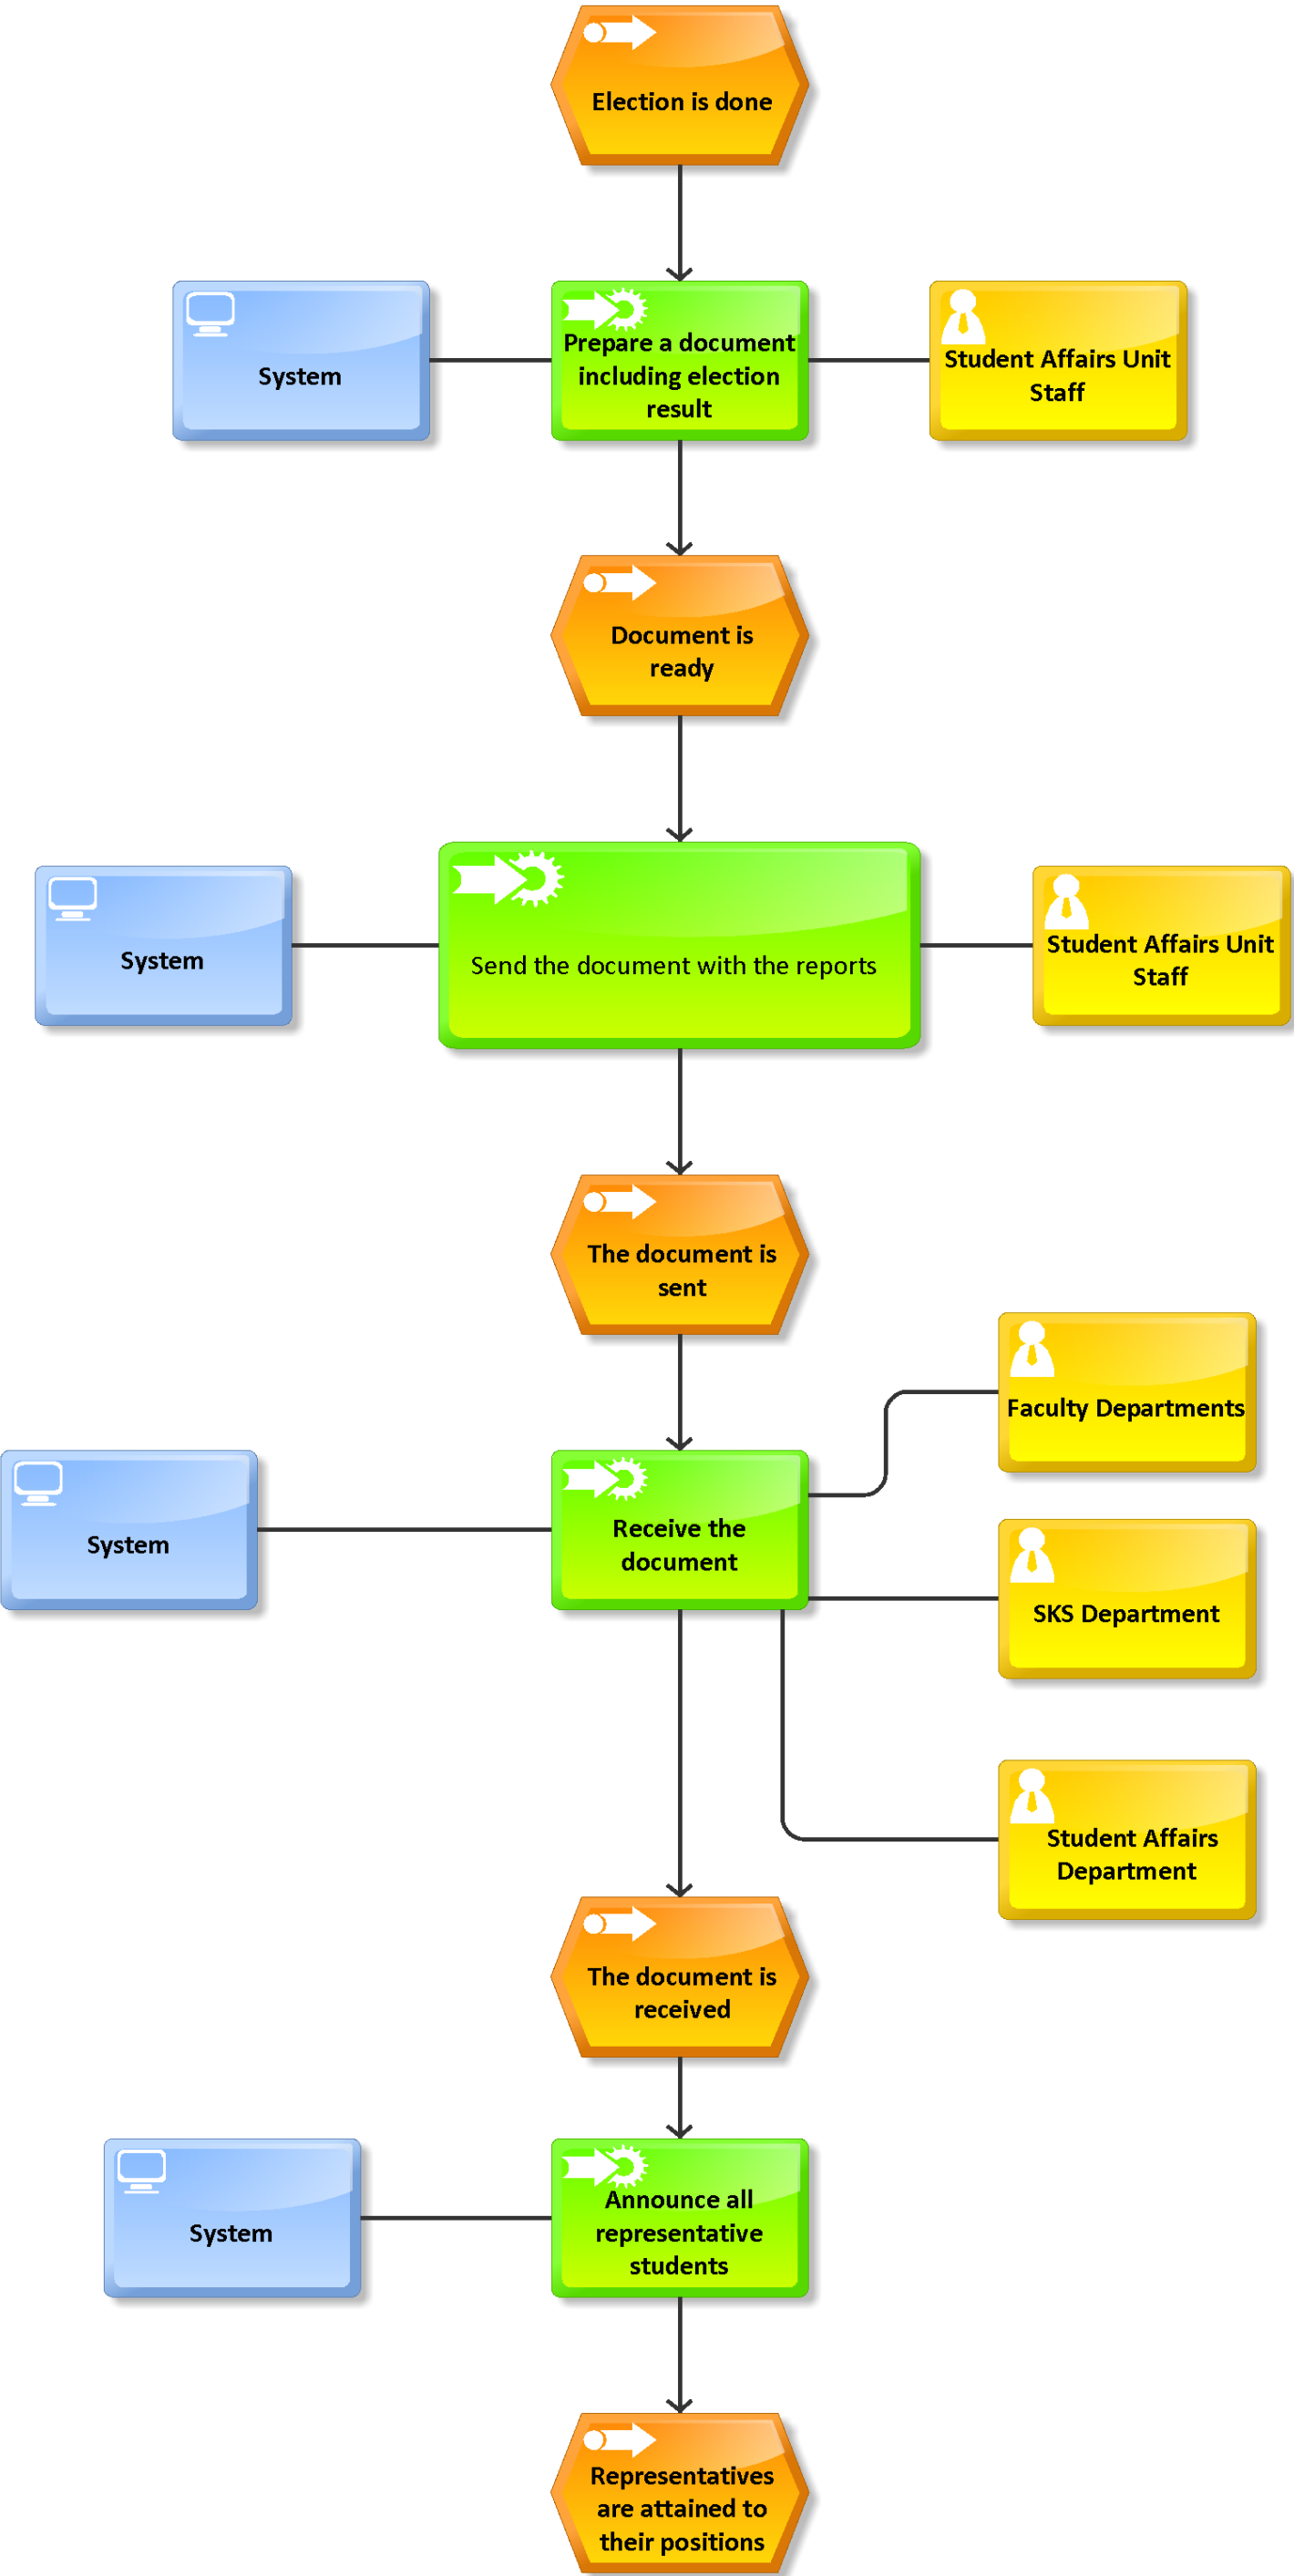 Election is done
System
Prepare a document
including election
result
Student Affairs Unit
Staff
Document is
ready
System
Send the document with the reports
Student Affairs Unit
Staff
The document is
sent
Faculty Departments
System
Receive the
document
SKS Department
Student Affairs
Department
The document is
received
System
Announce all
representative
students
Representatives
are attained to
their positions